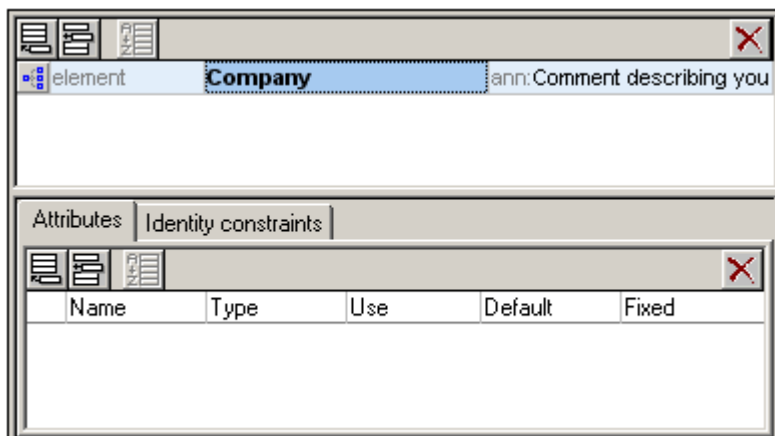 element Company ann:Comment describing you
Attributes Identity constraints
Name Type Use Default Fixed